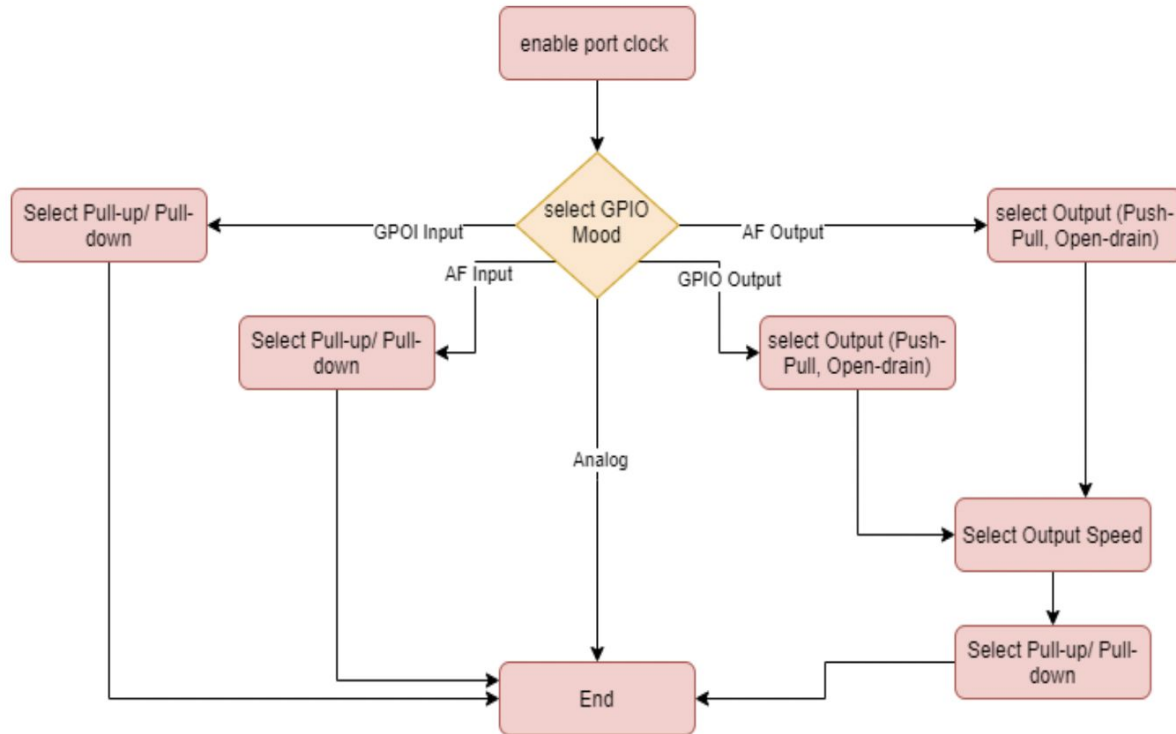 enable port clock
select GPIO
Mood
Select Pull-up/ Pull-
down
GPOI Input
AF Output
select Output (Push-
Pull, Open-drain)
AF Input
GPIO Output
Select Pull-up/ Pull-
down
select Output (Push-
Pull, Open-drain)
Analog
Select Output Speed
Select Pull-up/ Pull-
down
End